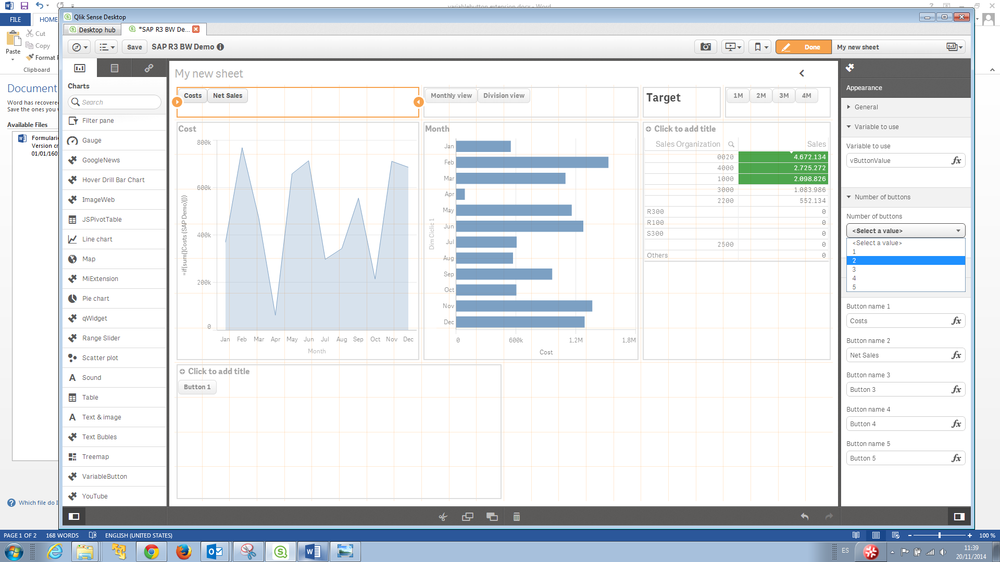 variablebutton extension.docx - Word
FILE
HOME
Cut
Copy
Paste
Format
Clipboard
Document
Word has recovered
Save the ones you
Available Files
Formulario
Version cr
01/01/160
Which file do I
Qlik Sense Desktop
Desktop hub
*SAP R3 BW De...
Save
SAP R3 BW Demo
Done
My new sheet
Charts
Search
Filter pane
Gauge
GoogleNews
Hover Drill Bar Chart
ImageWeb
JSPivotTable
Line chart
Map
MiExtension
Pie chart
qWidget
Range Slider
Scatter plot
Sound
Table
Text & image
Text Bubles
Treemap
VariableButton
YouTube
My new sheet
Costs
Net Sales
Monthly view
Division view
Target
1M
2M
3M
4M
Cost
800k
600k
400k
200k
0
=if(sum([Costs (SAP Demo)]))
Jan Feb Mar Apr May Jun Jul Aug Sep Oct Nov Dec
Month
Month
Dim Ciclic 1
Jan
Feb
Mar
Apr
May
Jun
Jul
Aug
Sep
Oct
Nov
Dec
0 600k 1.2M 1.8M
Cost
Click to add title
Sales Organization Sales
0020 4.672.134
4000 2.725.272
1000 2.098.826
3000 1.083.986
2200 552.134
R300 0
R100 0
S300 0
2500 0
Others 0
Click to add title
Button 1
Appearance
General
Variable to use
Variable to use
vButtonValue
fx
Number of buttons
Number of buttons
<Select a value>
<Select a value>
1
2
3
4
5
Button name 1
Costs
fx
Button name 2
Net Sales
fx
Button name 3
Button 3
fx
Button name 4
Button 4
fx
Button name 5
Button 5
fx
PAGE 1 OF 2
168 WORDS
ENGLISH (UNITED STATES)
100 %
ES
11:39
20/11/2014